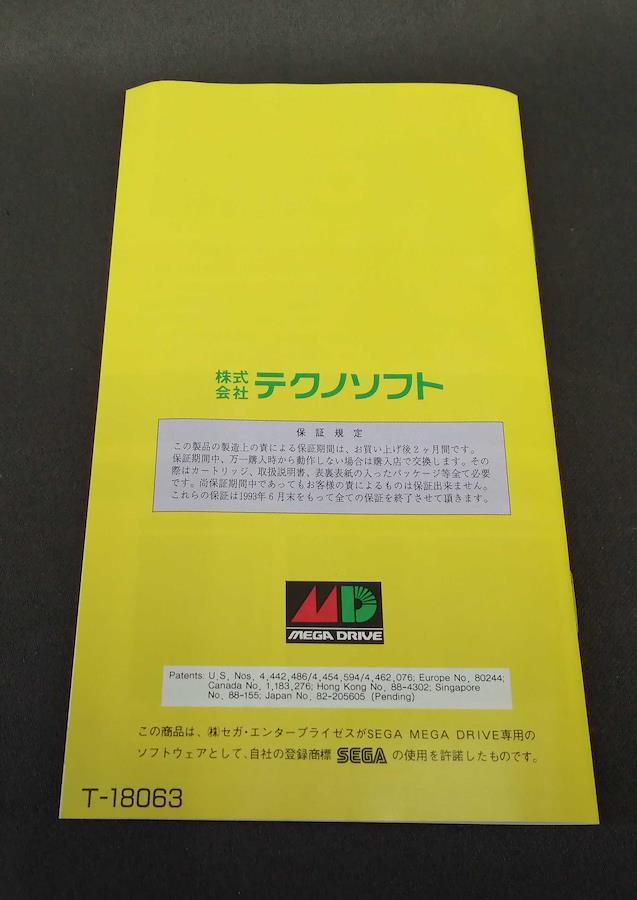 株式会社 テクノソフト
保証規定
この製品の製造上の責による保証期間は、お買い上げ後2ヶ月間です。
保証期間中、万一購入時から動作しない場合は購入店で交換します。その
際はカートリッジ、取扱説明書、表裏表紙の入ったパッケージ等全て必要
です。尚保証期間中であってもお客様の責によるものは保証出来ません。
これらの保証は1993年6月末をもって全ての保証を終了させて頂きます。
MD
MEGA DRIVE
Patents: U.S. Nos. 4,442,486/4,454,594/4,462,076; Europe No. 80244;
Canada No. 1,183,276; Hong Kong No. 88-4302; Singapore
No. 88-155; Japan No. 82-205605 (Pending)
この商品は、㈱セガ・エンタープライゼスがSEGA MEGA DRIVE専用の
ソフトウェアとして、自社の登録商標 SEGA の使用を許諾したものです。
T-18063